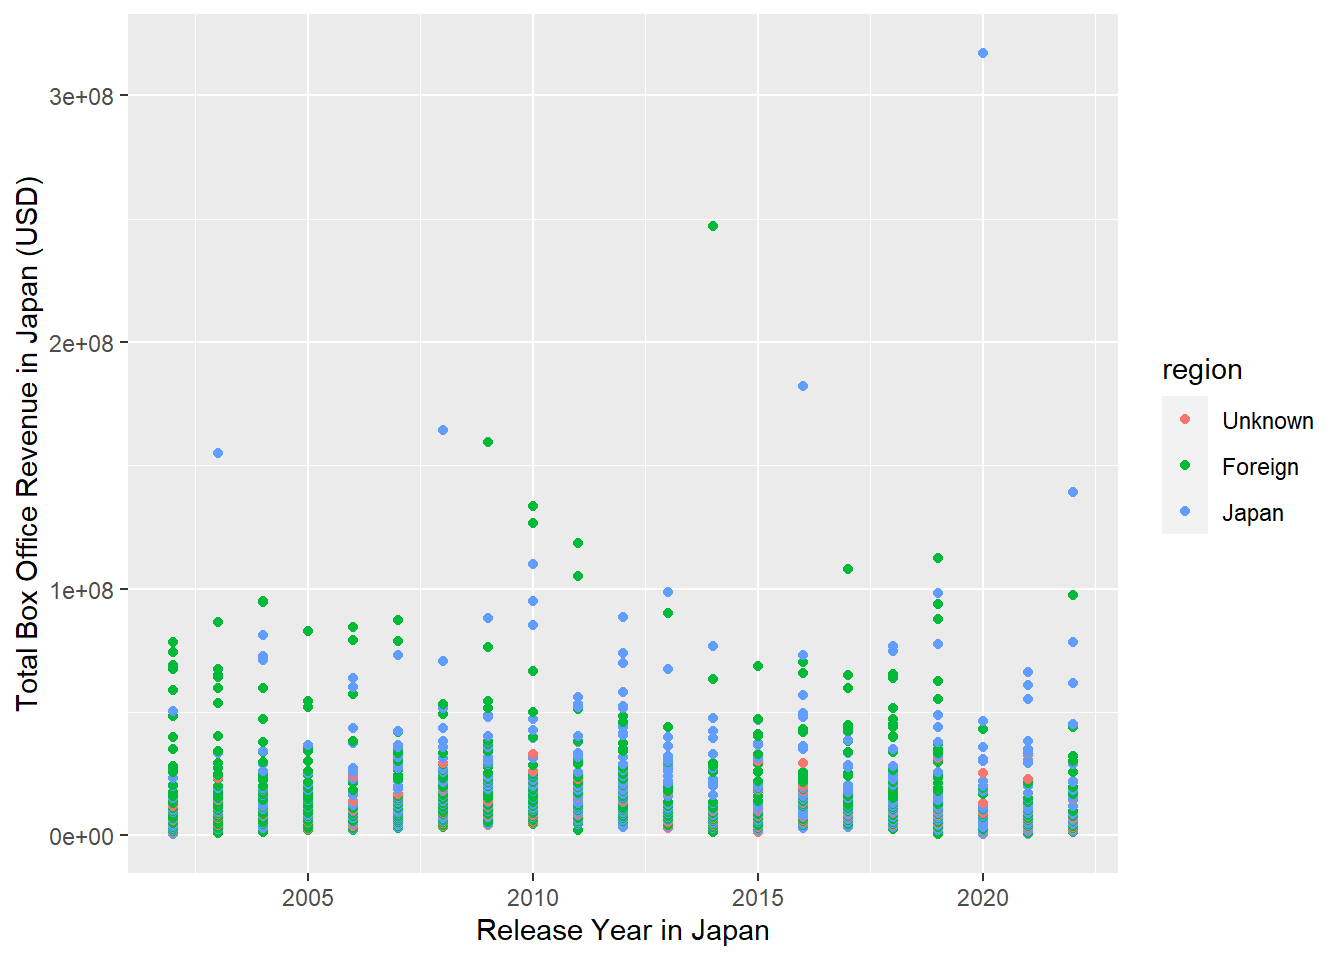 3e+08
2e+08
1e+08
0e+00
Total Box Office Revenue in Japan (USD)
2005
2010
2015
2020
Release Year in Japan
region
Unknown
Foreign
Japan